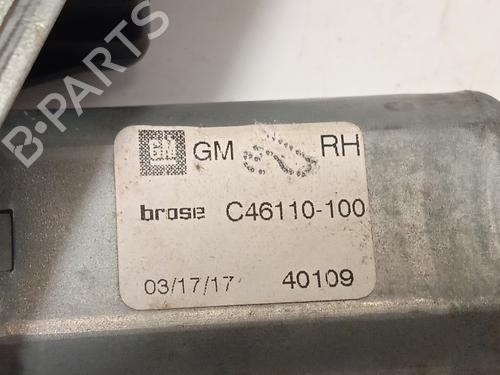 B-PARTS
GM GM RH
brose C46110-100
03/17/17 40109